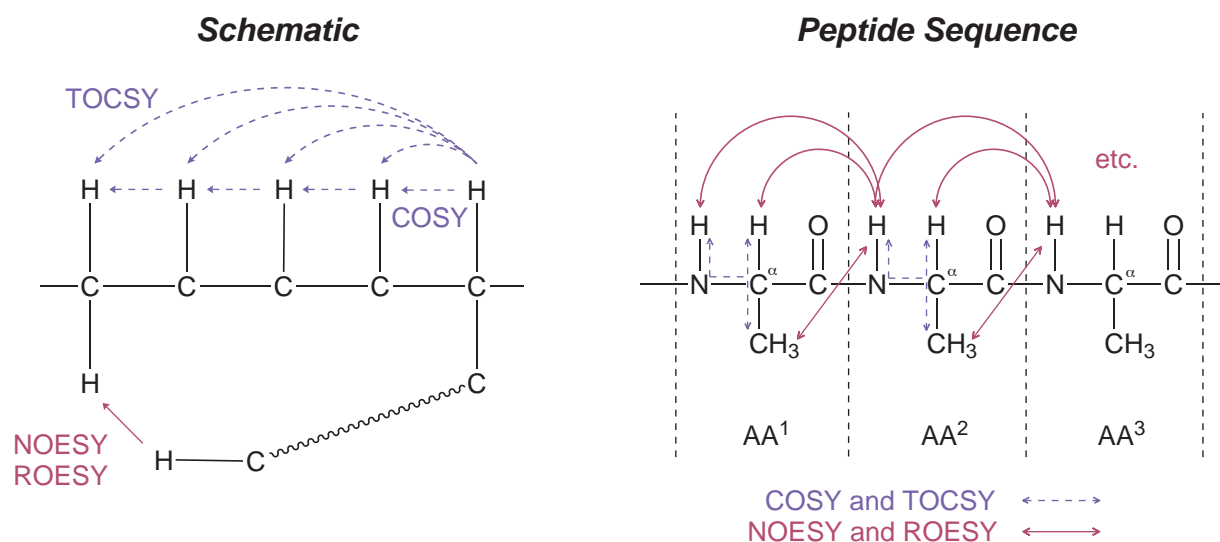 Schematic
Peptide Sequence
TOCSY
H H H H H
COSY
C C C C C
H
C
NOESY
ROESY
H C
etc.
H H O H H O H H O
N C α C N C α C N C α C
CH3 CH3 CH3
AA1 AA2 AA3
COSY and TOCSY
NOESY and ROESY